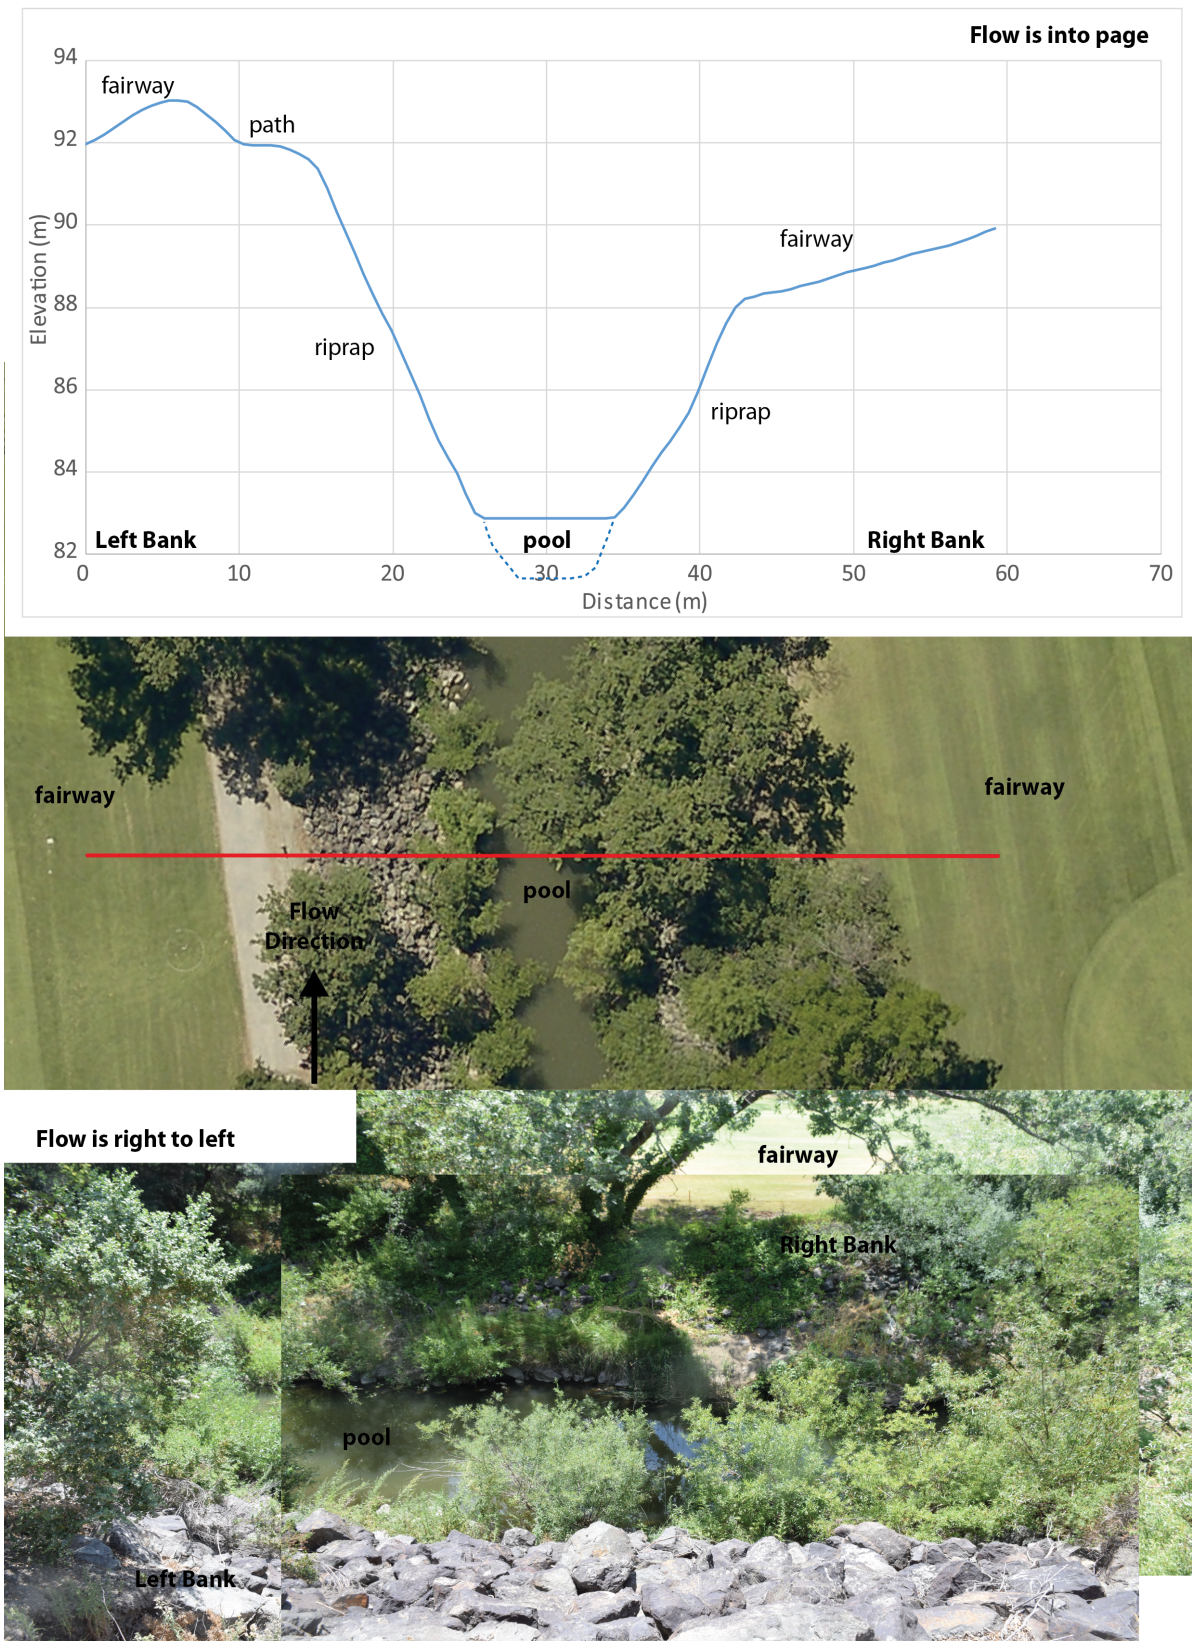 Flow is into page
94
fairway
path
92
90
fairway
Elevation (m)
88
riprap
86
riprap
84
Left Bank
pool
Right Bank
82
0 10 20 30 40 50 60 70
Distance (m)
fairway
fairway
pool
Flow
Direction
Flow is right to left
fairway
Right Bank
pool
Left Bank